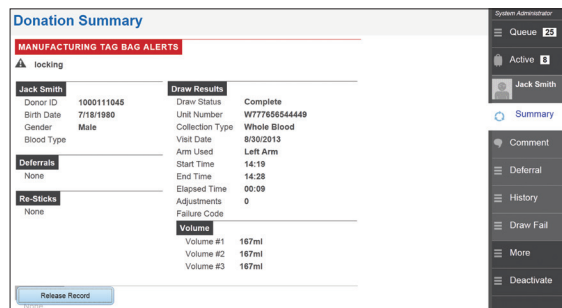 Donation Summary
MANUFACTURING TAG BAG ALERTS
locking
Jack Smith
Donor ID 1000111045
Birth Date 7/18/1980
Gender Male
Blood Type
Deferrals
None
Re-Sticks
None
Draw Results
Draw Status Complete
Unit Number W777656544449
Collection Type Whole Blood
Visit Date 8/30/2013
Arm Used Left Arm
Start Time 14:19
End Time 14:28
Elapsed Time 00:09
Adjustments 0
Failure Code
Volume
Volume #1 167ml
Volume #2 167ml
Volume #3 167ml
Release Record
System Administrator
Queue 25
Active 8
Jack Smith
Summary
Comment
Deferral
History
Draw Fail
More
Deactivate